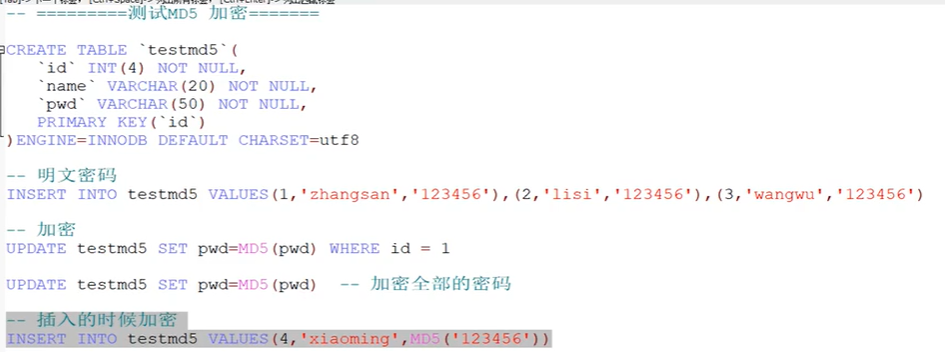 -- =========测试MD5 加密=======
CREATE TABLE `testmd5`(
`id` INT(4) NOT NULL,
`name` VARCHAR(20) NOT NULL,
`pwd` VARCHAR(50) NOT NULL,
PRIMARY KEY(`id`)
)ENGINE=INNODB DEFAULT CHARSET=utf8
-- 明文密码
INSERT INTO testmd5 VALUES(1,'zhangsan','123456'),(2,'lisi','123456'),(3,'wangwu','123456')
-- 加密
UPDATE testmd5 SET pwd=MD5(pwd) WHERE id = 1
UPDATE testmd5 SET pwd=MD5(pwd) -- 加密全部的密码
-- 插入的时候加密
INSERT INTO testmd5 VALUES(4,'xiaoming',MD5('123456'))